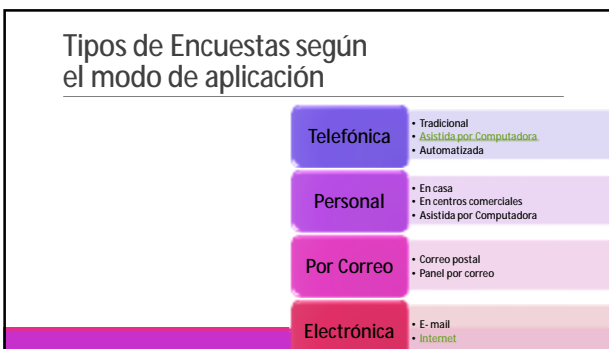 Tipos de Encuestas según
el modo de aplicación
Telefónica
• Tradicional
• Asistida por Computadora
• Automatizada
Personal
• En casa
• En centros comerciales
• Asistida por Computadora
Por Correo
• Correo postal
• Panel por correo
Electrónica
• E- mail
• Internet